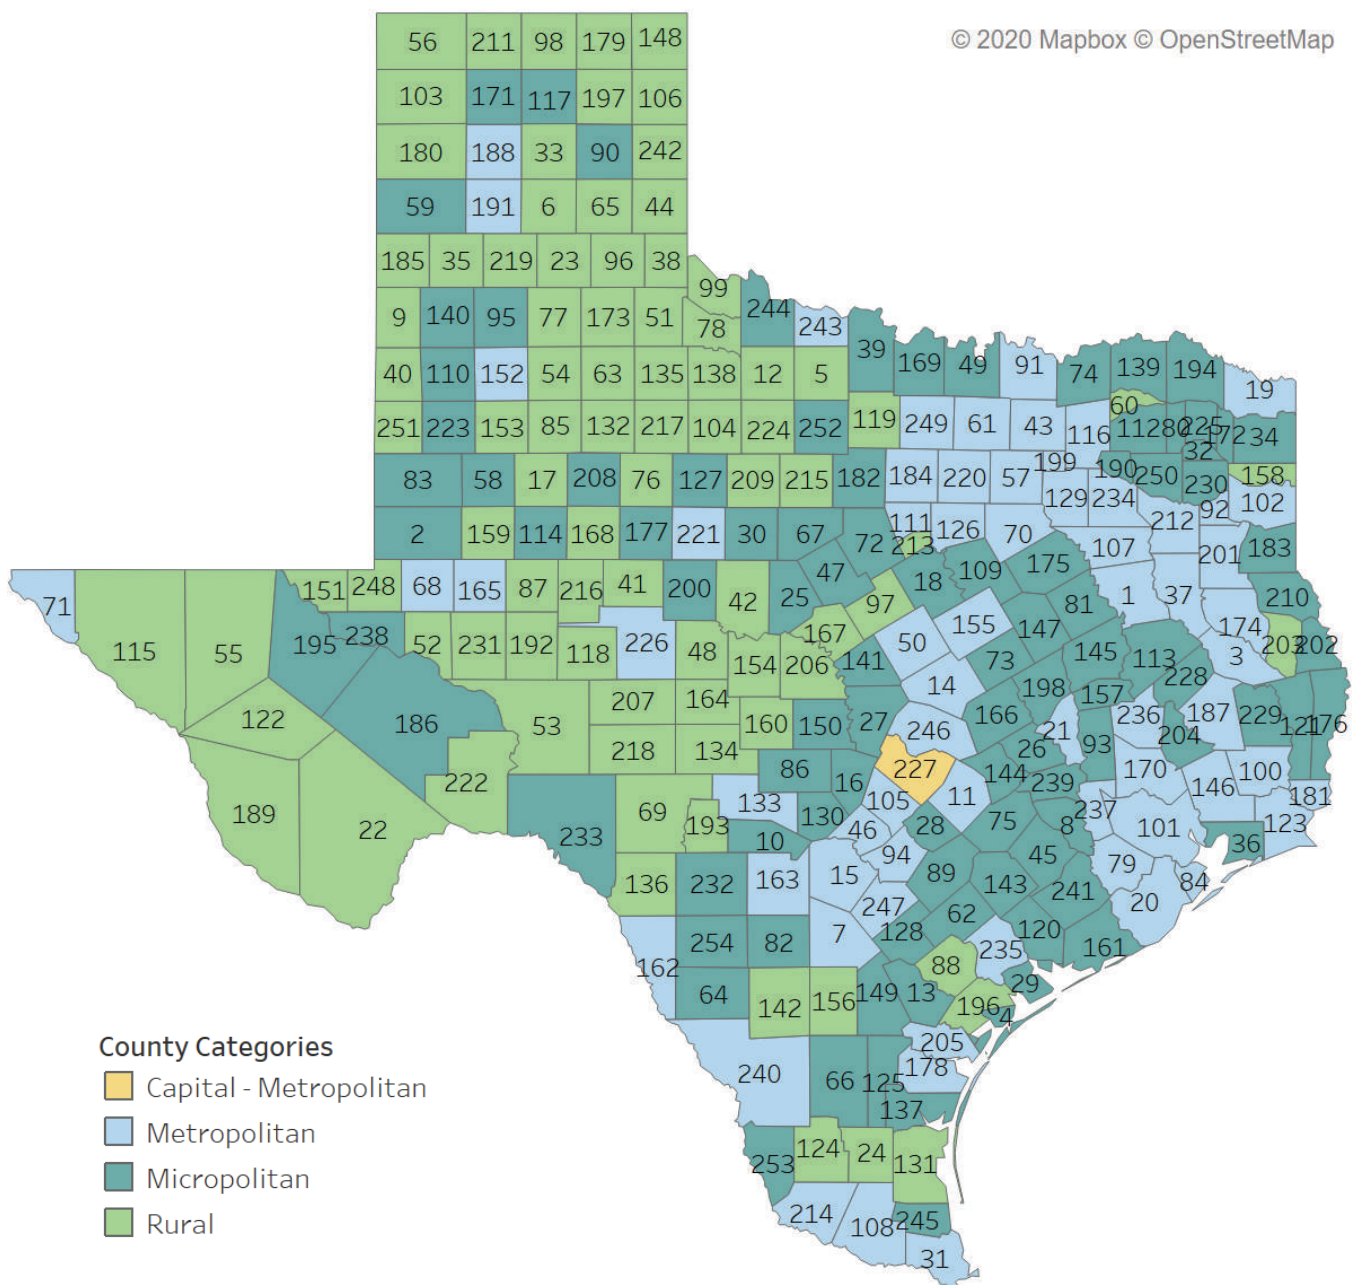 © 2020 Mapbox © OpenStreetMap
56 211 98 179 148
103 171 117 197 106
180 188 33 90 242
59 191 6 65 44
185 35 219 23 96 38
99
9 140 95 77 173 51 78 244 243
39 169 49 91 74 139 194 19
40 110 152 54 63 135 138 12 5
60
251 223 153 85 132 217 104 224 252 119 249 61 43 116 112 80 225 172 34
32
83 58 17 208 76 127 209 215 182 184 220 57 199 190 250 230 158
129 234 92 102
2 159 114 168 177 221 30 67 72 111 126 70 212
213 107 201 183
71 151 248 68 165 87 216 41 200 42 25 47 18 109 175
97 81 1 37 210
115 55 195 238 52 231 192 118 226 48 154 206 167 50 155 147 174
141 73 145 113 3 203 202
122 186 53 207 164 14 198 157 228
160 150 27 246 166 21 236 187 229 121 176
218 134 26 93 204
222 86 16 227 144 239 170 146 100
189 22 233 69 193 133 130 105 11 237 181
10 46 28 75 8 101 123
36
136 232 163 15 94 89 45 79
247 143 241 84
62 20
254 82 7 128 120
162 88 235 161
64 142 156 149 13 29
196 4
205
240 66 125 178
137
253 124 24 131
214 108 245
31
County Categories
Capital - Metropolitan
Metropolitan
Micropolitan
Rural